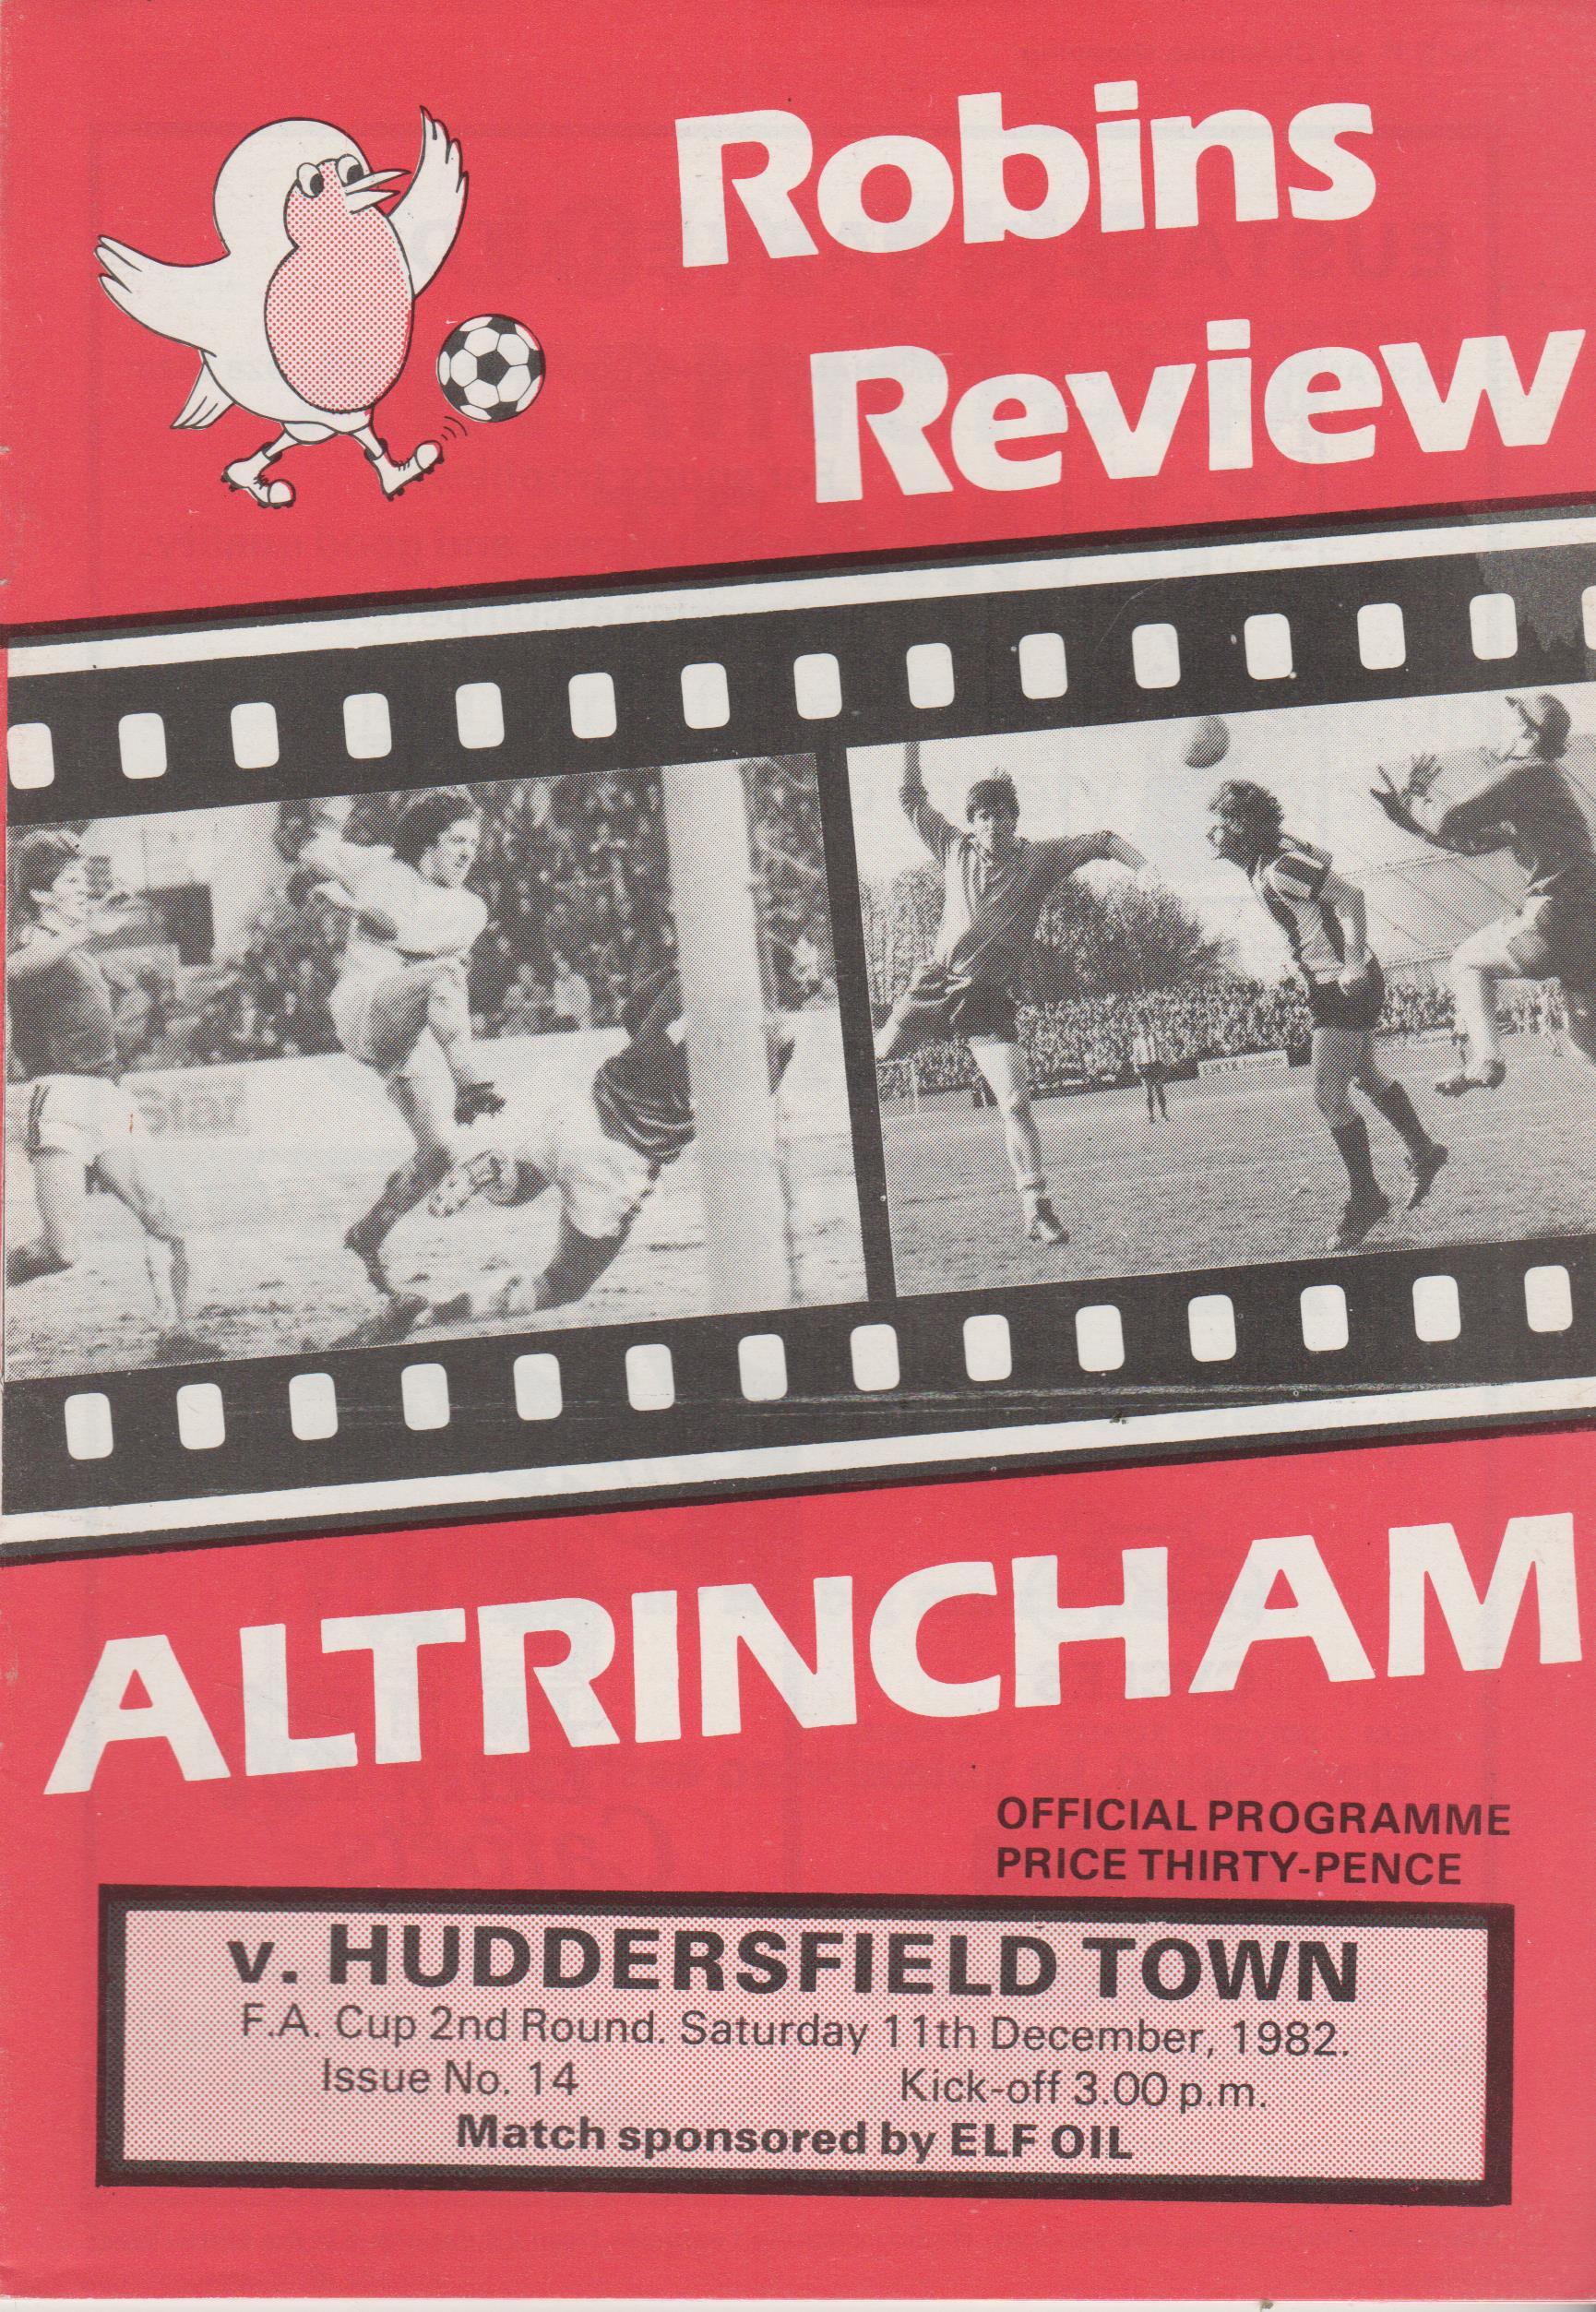 Robins
Review
Star
ALTRINCHAM
OFFICIAL PROGRAMME
PRICE THIRTY-PENCE
v. HUDDERSFIELD TOWN
F.A. Cup 2nd Round. Saturday 11th December, 1982.
Issue No. 14 Kick-off 3.00 p.m.
Match sponsored by ELF OIL